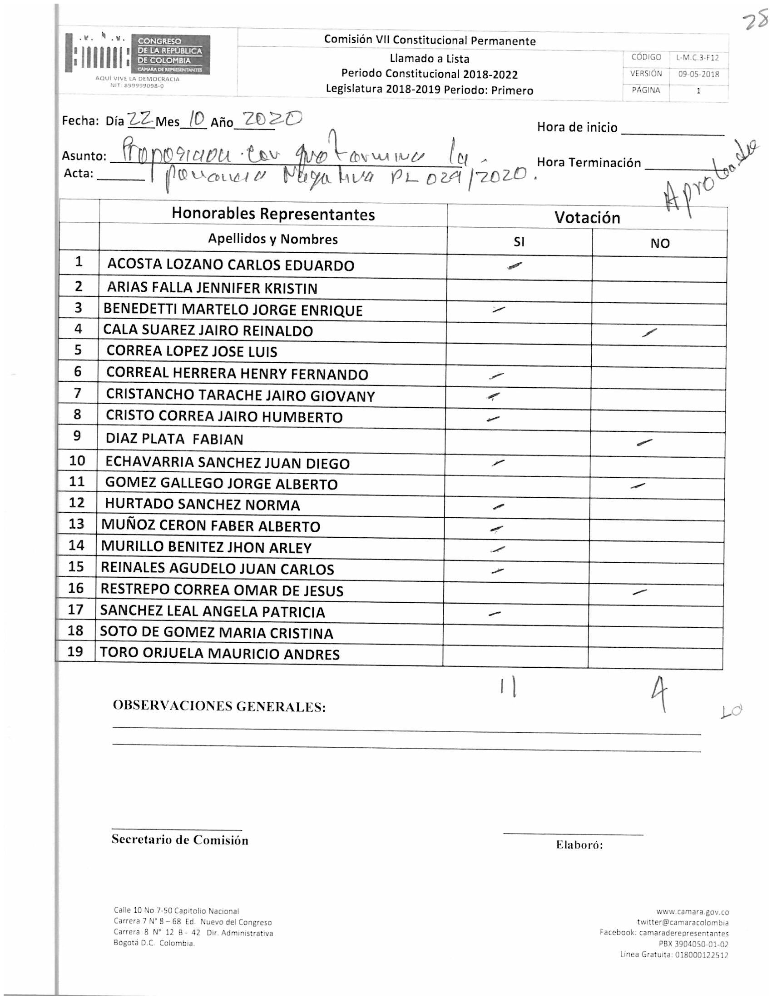 28
CONGRESO
DE LA REPÚBLICA
DE COLOMBIA
CÁMARA DE REPRESENTANTES
AQUÍ VIVE LA DEMOCRACIA
NIT: 899999098-0
Comisión VII Constitucional Permanente
Llamado a Lista
Periodo Constitucional 2018-2022
Legislatura 2018-2019 Periodo: Primero
CÓDIGO L-M.C.3-F12
VERSIÓN 09-05-2018
PÁGINA 1
Fecha: Día 22 Mes 10 Año 2020
Hora de inicio
Asunto: Proposicion con que termina la
Hora Terminación
Acta: ponencia Negativa PL 029/2020.
Aprobada
Honorables Representantes Votación
Apellidos y Nombres SI NO
1 ACOSTA LOZANO CARLOS EDUARDO
2 ARIAS FALLA JENNIFER KRISTIN
3 BENEDETTI MARTELO JORGE ENRIQUE
4 CALA SUAREZ JAIRO REINALDO
5 CORREA LOPEZ JOSE LUIS
6 CORREAL HERRERA HENRY FERNANDO
7 CRISTANCHO TARACHE JAIRO GIOVANY
8 CRISTO CORREA JAIRO HUMBERTO
9 DIAZ PLATA FABIAN
10 ECHAVARRIA SANCHEZ JUAN DIEGO
11 GOMEZ GALLEGO JORGE ALBERTO
12 HURTADO SANCHEZ NORMA
13 MUÑOZ CERON FABER ALBERTO
14 MURILLO BENITEZ JHON ARLEY
15 REINALES AGUDELO JUAN CARLOS
16 RESTREPO CORREA OMAR DE JESUS
17 SANCHEZ LEAL ANGELA PATRICIA
18 SOTO DE GOMEZ MARIA CRISTINA
19 TORO ORJUELA MAURICIO ANDRES
11 4
OBSERVACIONES GENERALES:
Secretario de Comisión
Elaboró:
Calle 10 No 7-50 Capitolio Nacional
Carrera 7 N° 8 – 68 Ed. Nuevo del Congreso
Carrera 8 N° 12 B - 42 Dir. Administrativa
Bogotá D.C. Colombia.
www.camara.gov.co
twitter@camaracolombia
Facebook: camaraderepresentantes
PBX 3904050-01-02
Línea Gratuita: 018000122512